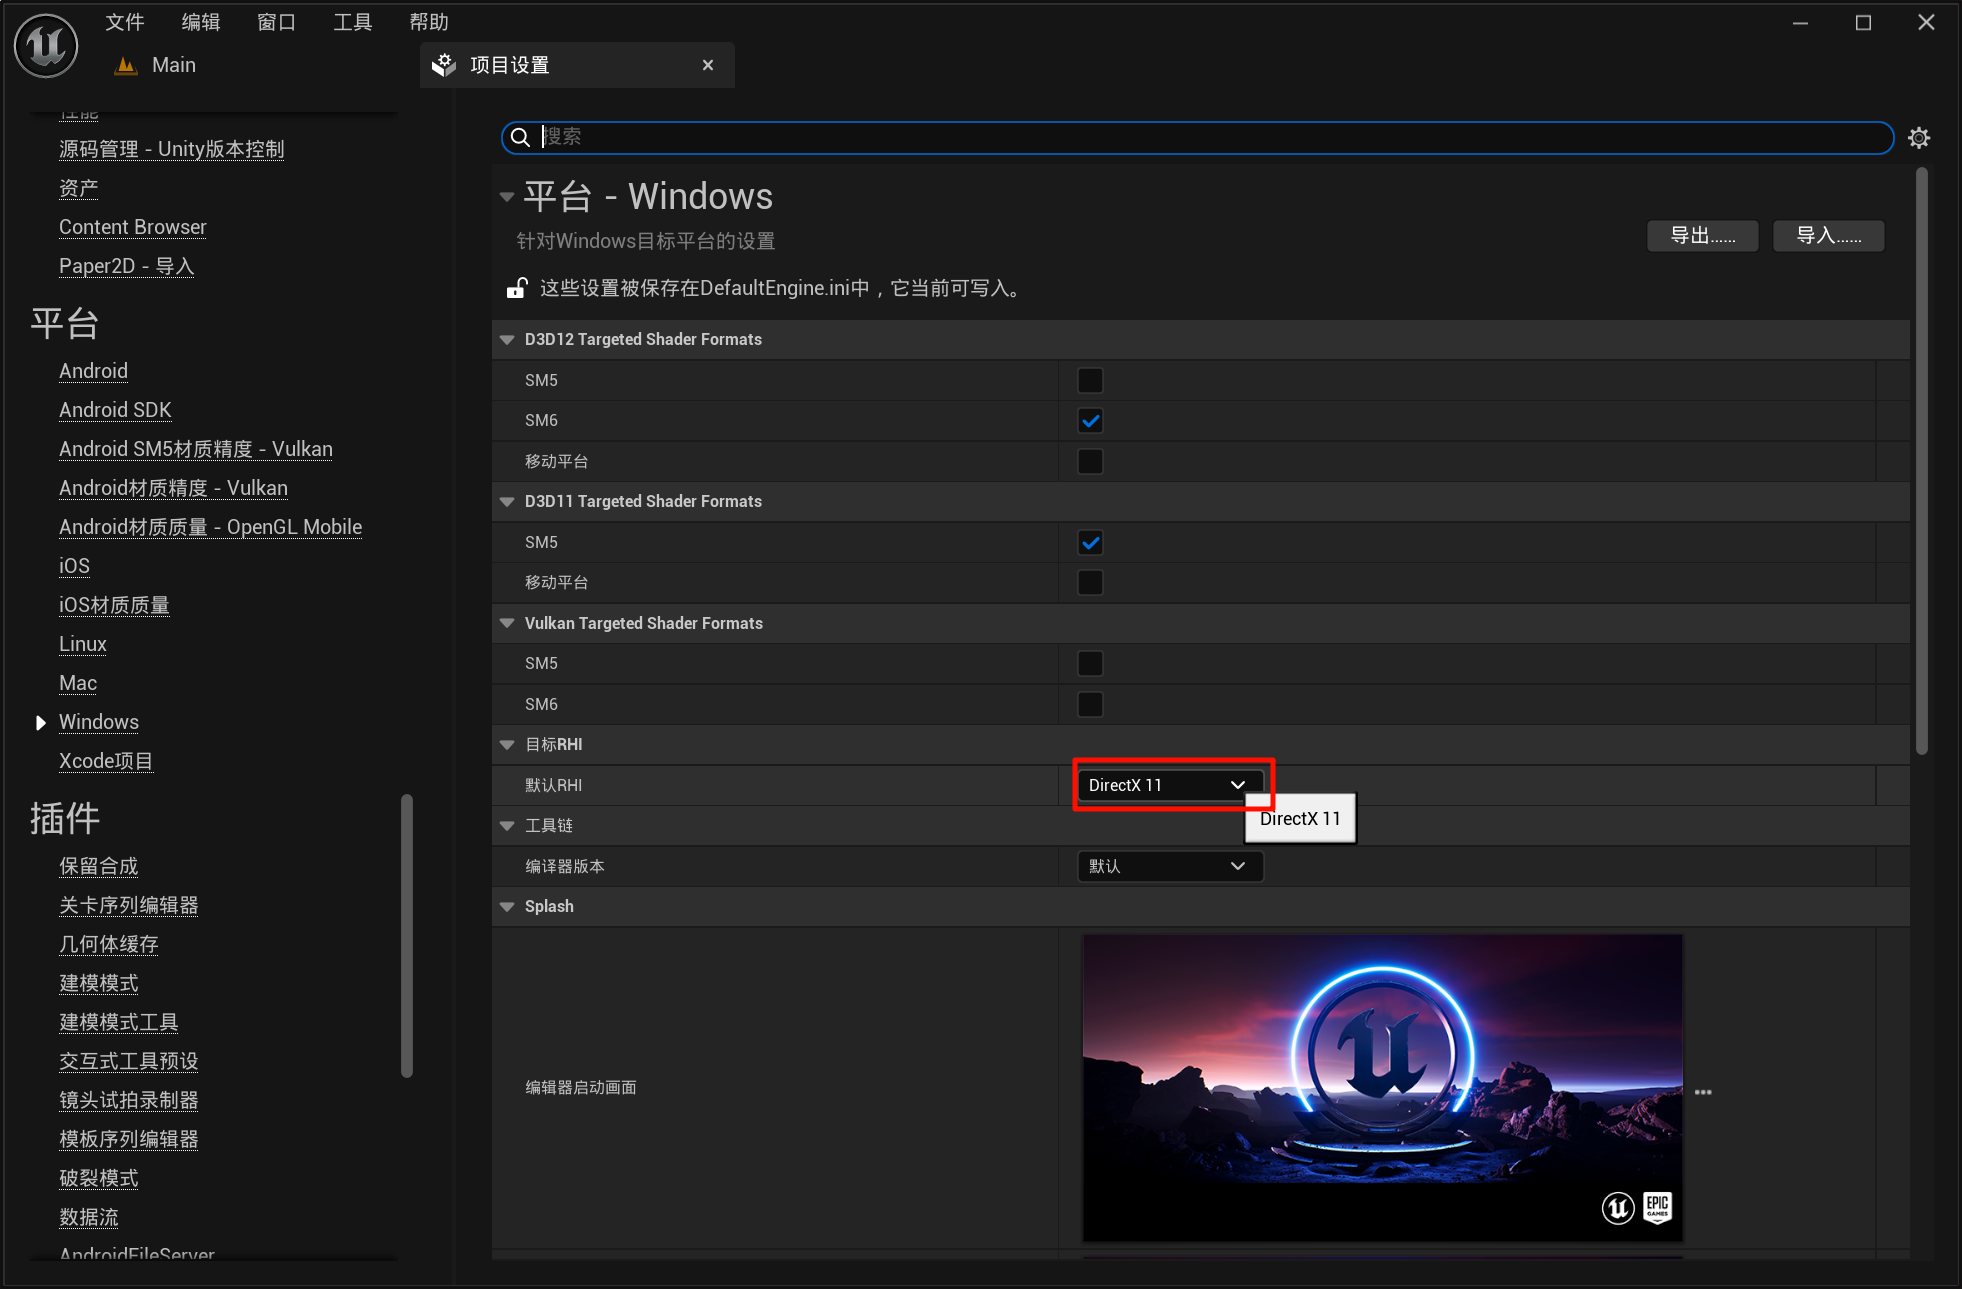 文件 编辑 窗口 工具 帮助
Main
项目设置
性能
源码管理 - Unity版本控制
资产
Content Browser
Paper2D - 导入
平台
Android
Android SDK
Android SM5材质精度 - Vulkan
Android材质精度 - Vulkan
Android材质质量 - OpenGL Mobile
iOS
iOS材质质量
Linux
Mac
Windows
Xcode项目
插件
保留合成
关卡序列编辑器
几何体缓存
建模模式
建模模式工具
交互式工具预设
镜头试拍录制器
模板序列编辑器
破裂模式
数据流
AndroidFileServer
搜索
平台 - Windows
针对Windows目标平台的设置
导出...... 导入......
这些设置被保存在DefaultEngine.ini中，它当前可写入。
D3D12 Targeted Shader Formats
SM5
SM6
移动平台
D3D11 Targeted Shader Formats
SM5
移动平台
Vulkan Targeted Shader Formats
SM5
SM6
目标RHI
默认RHI DirectX 11
DirectX 11
工具链
编译器版本 默认
Splash
编辑器启动画面
EPIC
GAMES